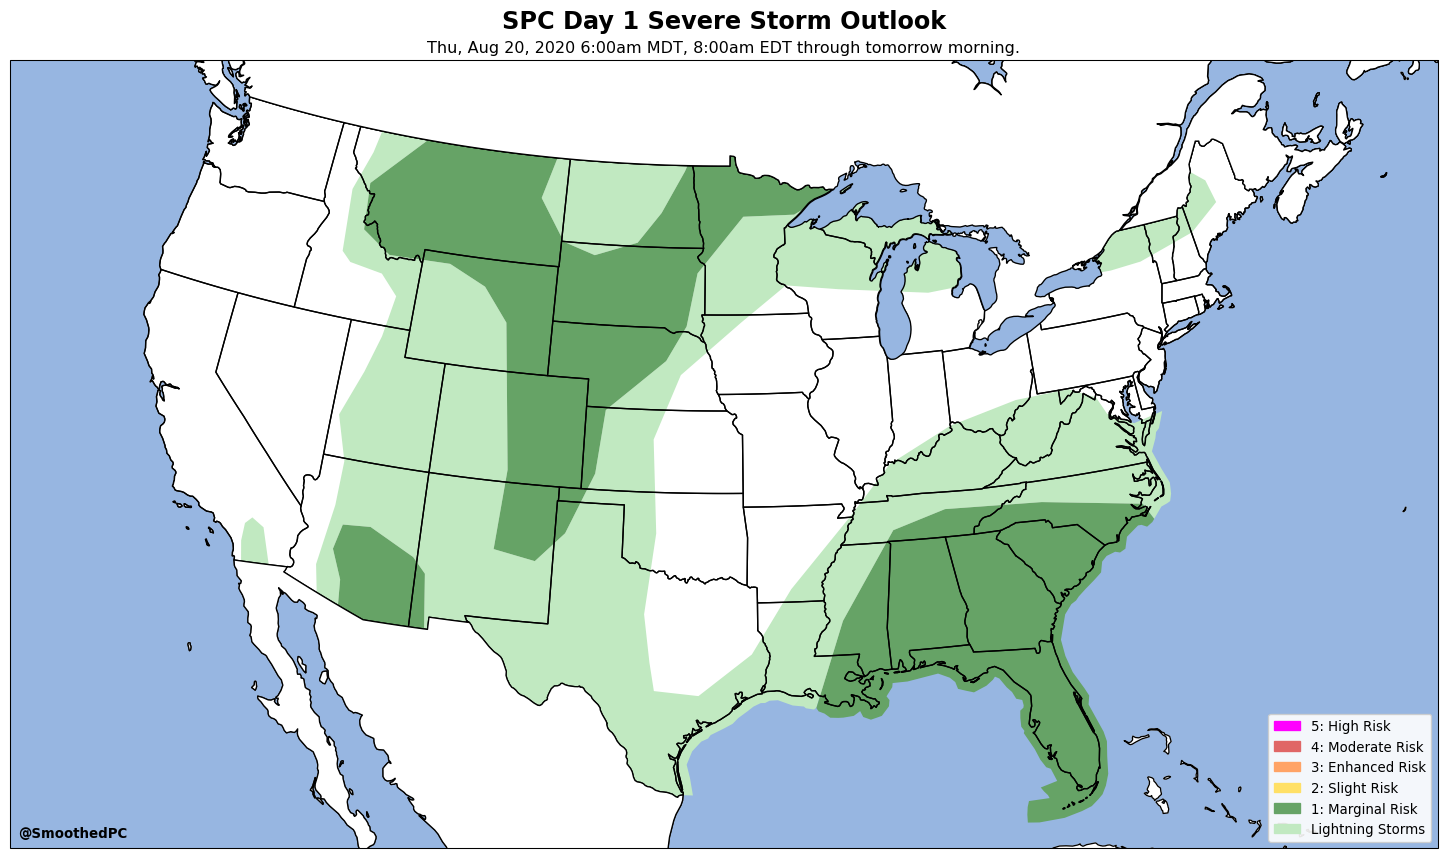 SPC Day 1 Severe Storm Outlook
Thu, Aug 20, 2020 6:00am MDT, 8:00am EDT through tomorrow morning.
5: High Risk
4: Moderate Risk
3: Enhanced Risk
2: Slight Risk
1: Marginal Risk
Lightning Storms
@SmoothedPC